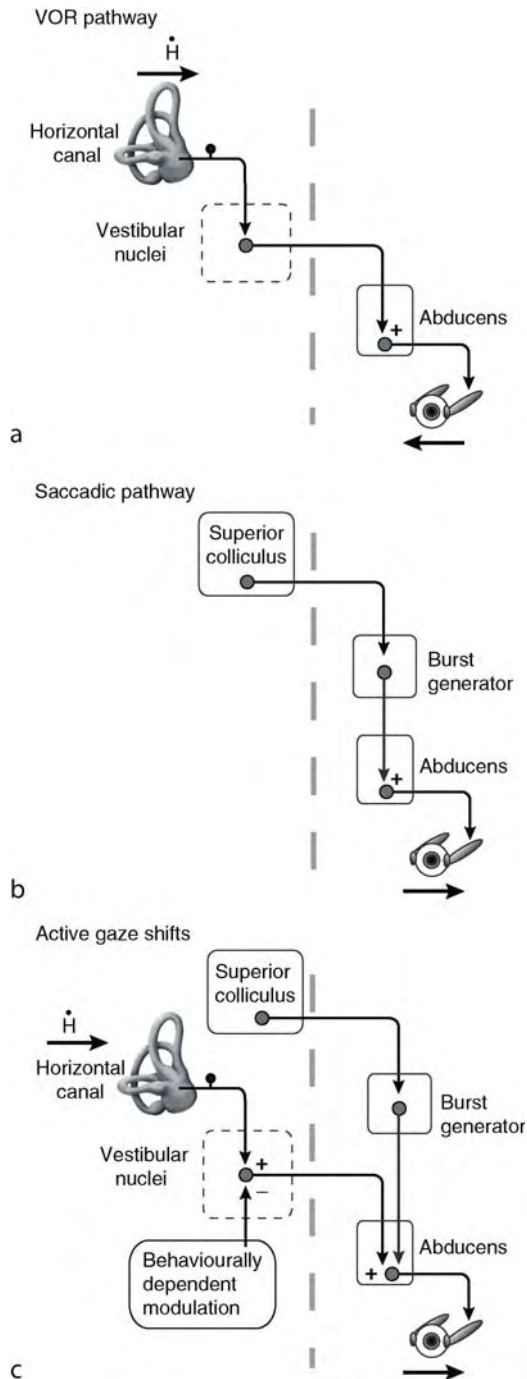 VOR pathway
Ḣ
Horizontal
canal
Vestibular
nuclei
+
Abducens
a
Saccadic pathway
Superior
colliculus
Burst
generator
+
Abducens
b
Active gaze shifts
Superior
colliculus
Ḣ
Horizontal
canal
Burst
generator
Vestibular
nuclei
+
–
Behaviourally
dependent
modulation
+
Abducens
c